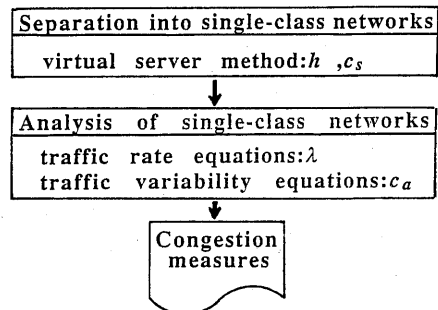 Separation into single-class networks
virtual server method:h ,cs
Analysis of single-class networks
traffic rate equations:λ
traffic variability equations:ca
Congestion
measures